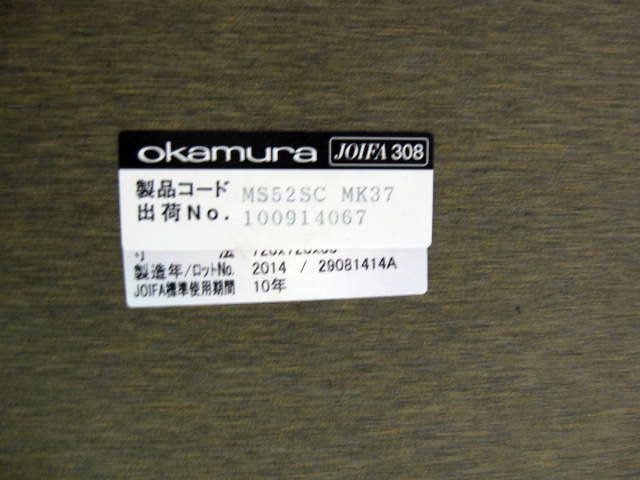 okamura JOIFA 308
製品コード MS52SC MK37
出荷No. 100914067
法
製造年/ロットNo. 2014 / 29081414A
JOIFA標準使用期間 10年